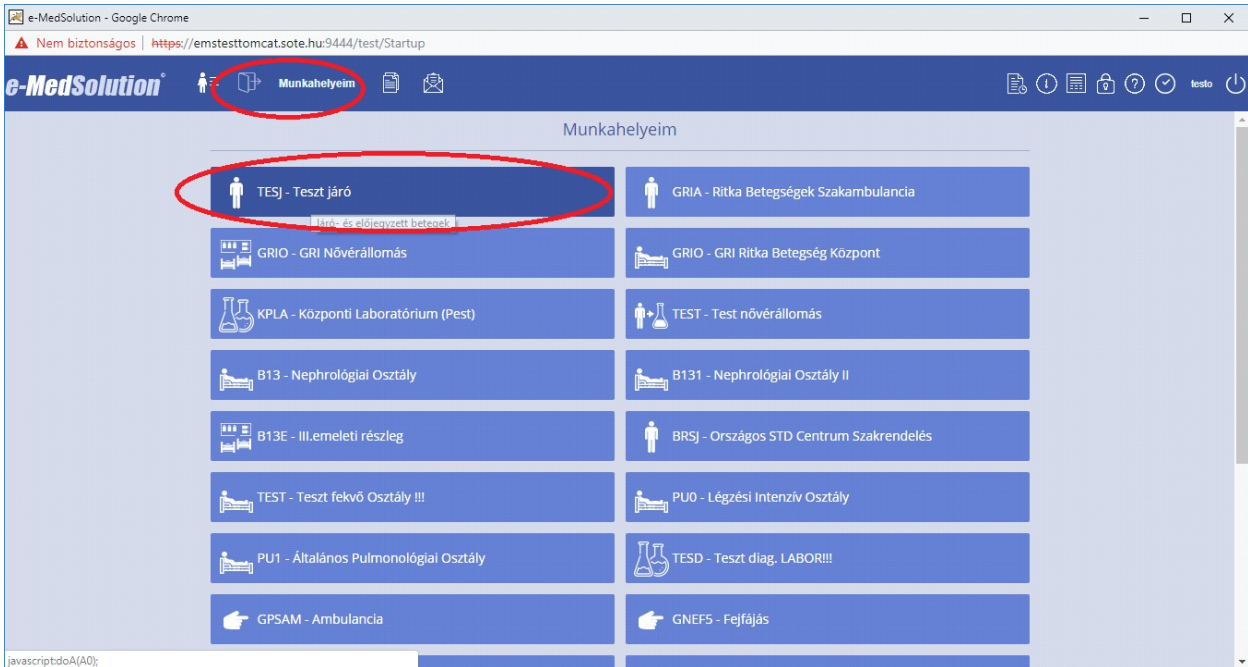 e-MedSolution - Google Chrome
Nem biztonságos | https://emstesttomcat.sote.hu:9444/test/Startup
e-MedSolution
Munkahelyeim
testo
Munkahelyeim
TESJ - Teszt járó
GRIA - Ritka Betegségek Szakambulancia
Járó- és előjegyzett betegek
GRIO - GRI Nővérállomás
GRIO - GRI Ritka Betegség Központ
KPLA - Központi Laboratórium (Pest)
TEST - Test nővérállomás
B13 - Nephrológiai Osztály
B131 - Nephrológiai Osztály II
B13E - III.emeleti részleg
BRSJ - Országos STD Centrum Szakrendelés
TEST - Teszt fekvő Osztály !!!
PU0 - Légzési Intenzív Osztály
PU1 - Általános Pulmonológiai Osztály
TESD - Teszt diag. LABOR!!!
GPSAM - Ambulancia
GNEF5 - Fejfájás
javascript:doA(A0);